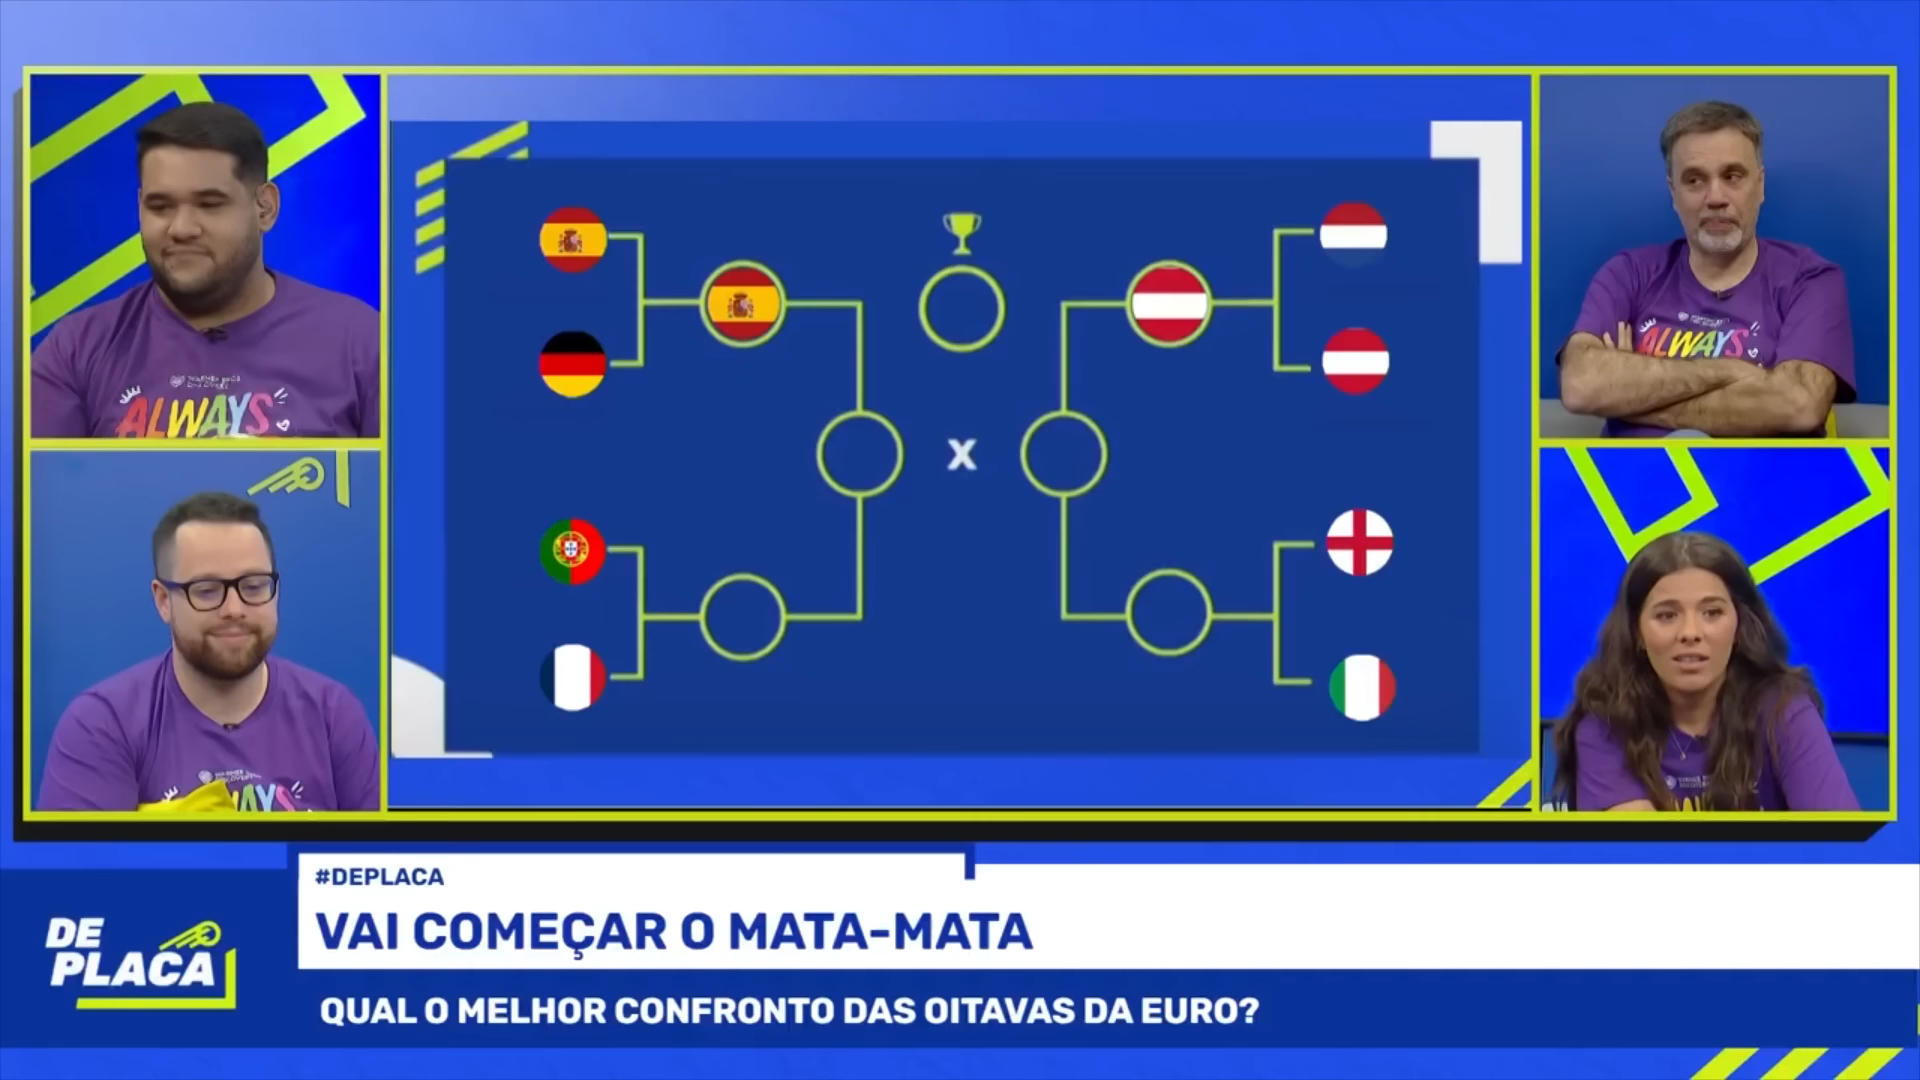 ALWAYS
ALWAYS
X
#DEPLACA
VAI COMEÇAR O MATA-MATA
DE
PLACA
QUAL O MELHOR CONFRONTO DAS OITAVAS DA EURO?